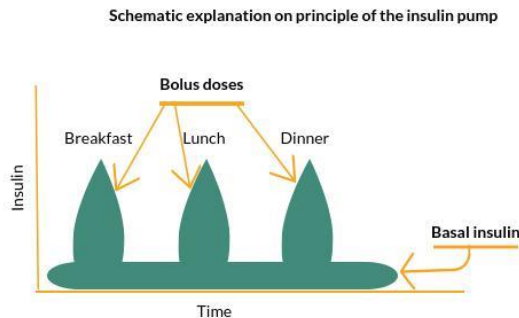 Schematic explanation on principle of the insulin pump
Bolus doses
Breakfast Lunch Dinner
Insulin
Basal insulin
Time